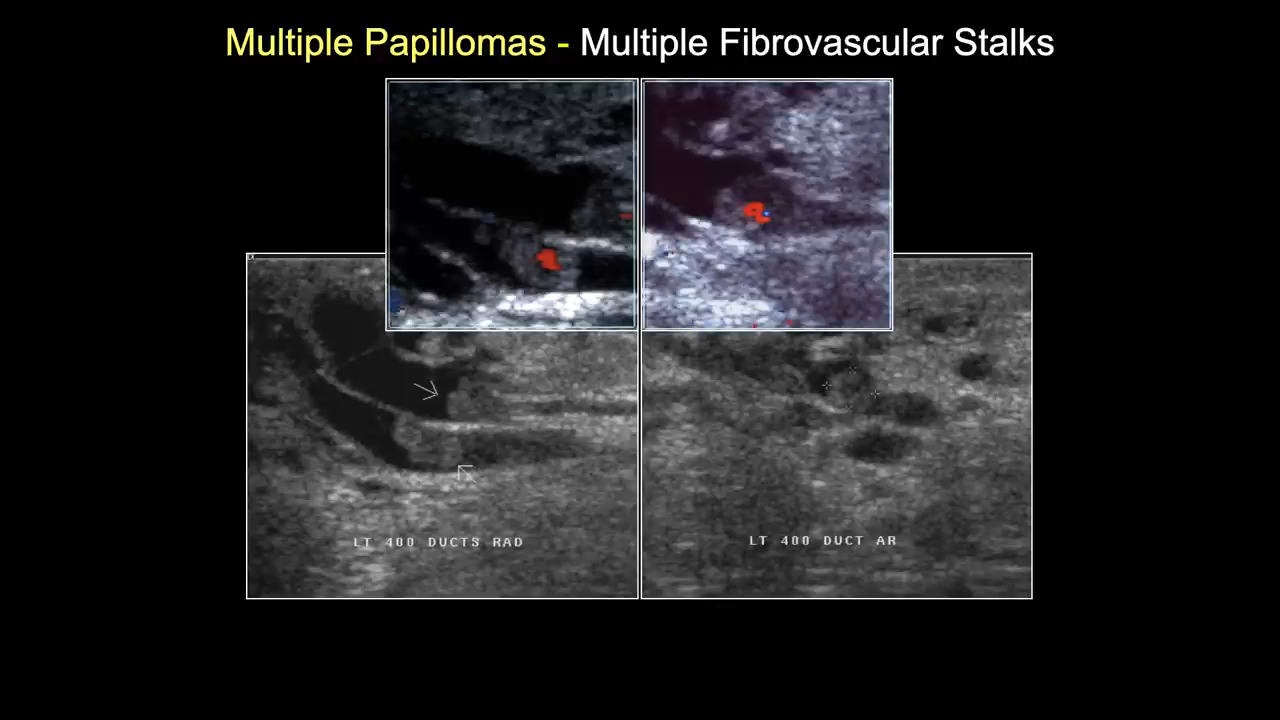 Multiple Papillomas - Multiple Fibrovascular Stalks
LT 400 DUCTS RAD
LT 400 DUCT AR